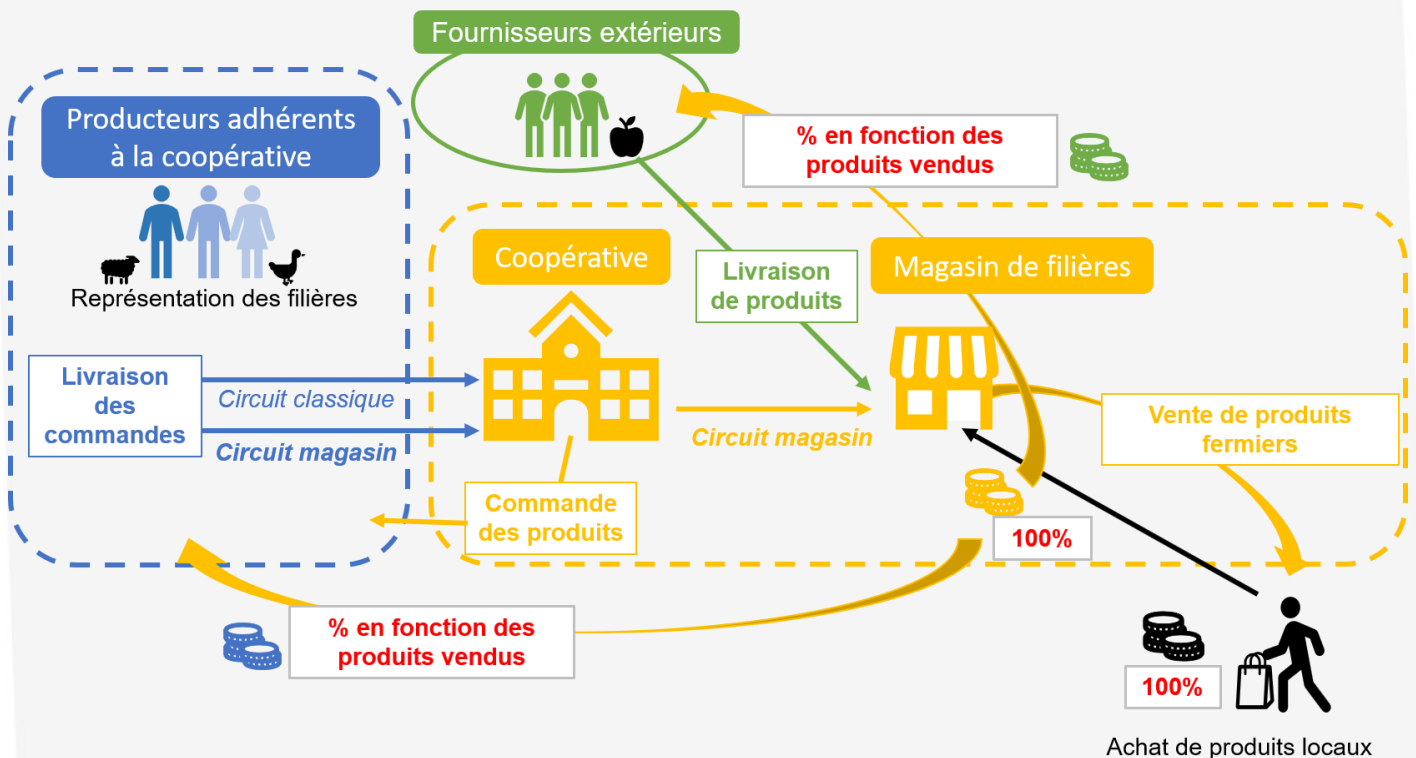 Fournisseurs extérieurs
Producteurs adhérents
à la coopérative
% en fonction des
produits vendus
Coopérative
Livraison
de produits
Magasin de filières
Représentation des filières
Livraison
des
commandes
Circuit classique
Circuit magasin
Circuit magasin
Vente de produits
fermiers
Commande
des produits
100%
% en fonction des
produits vendus
100%
Achat de produits locaux